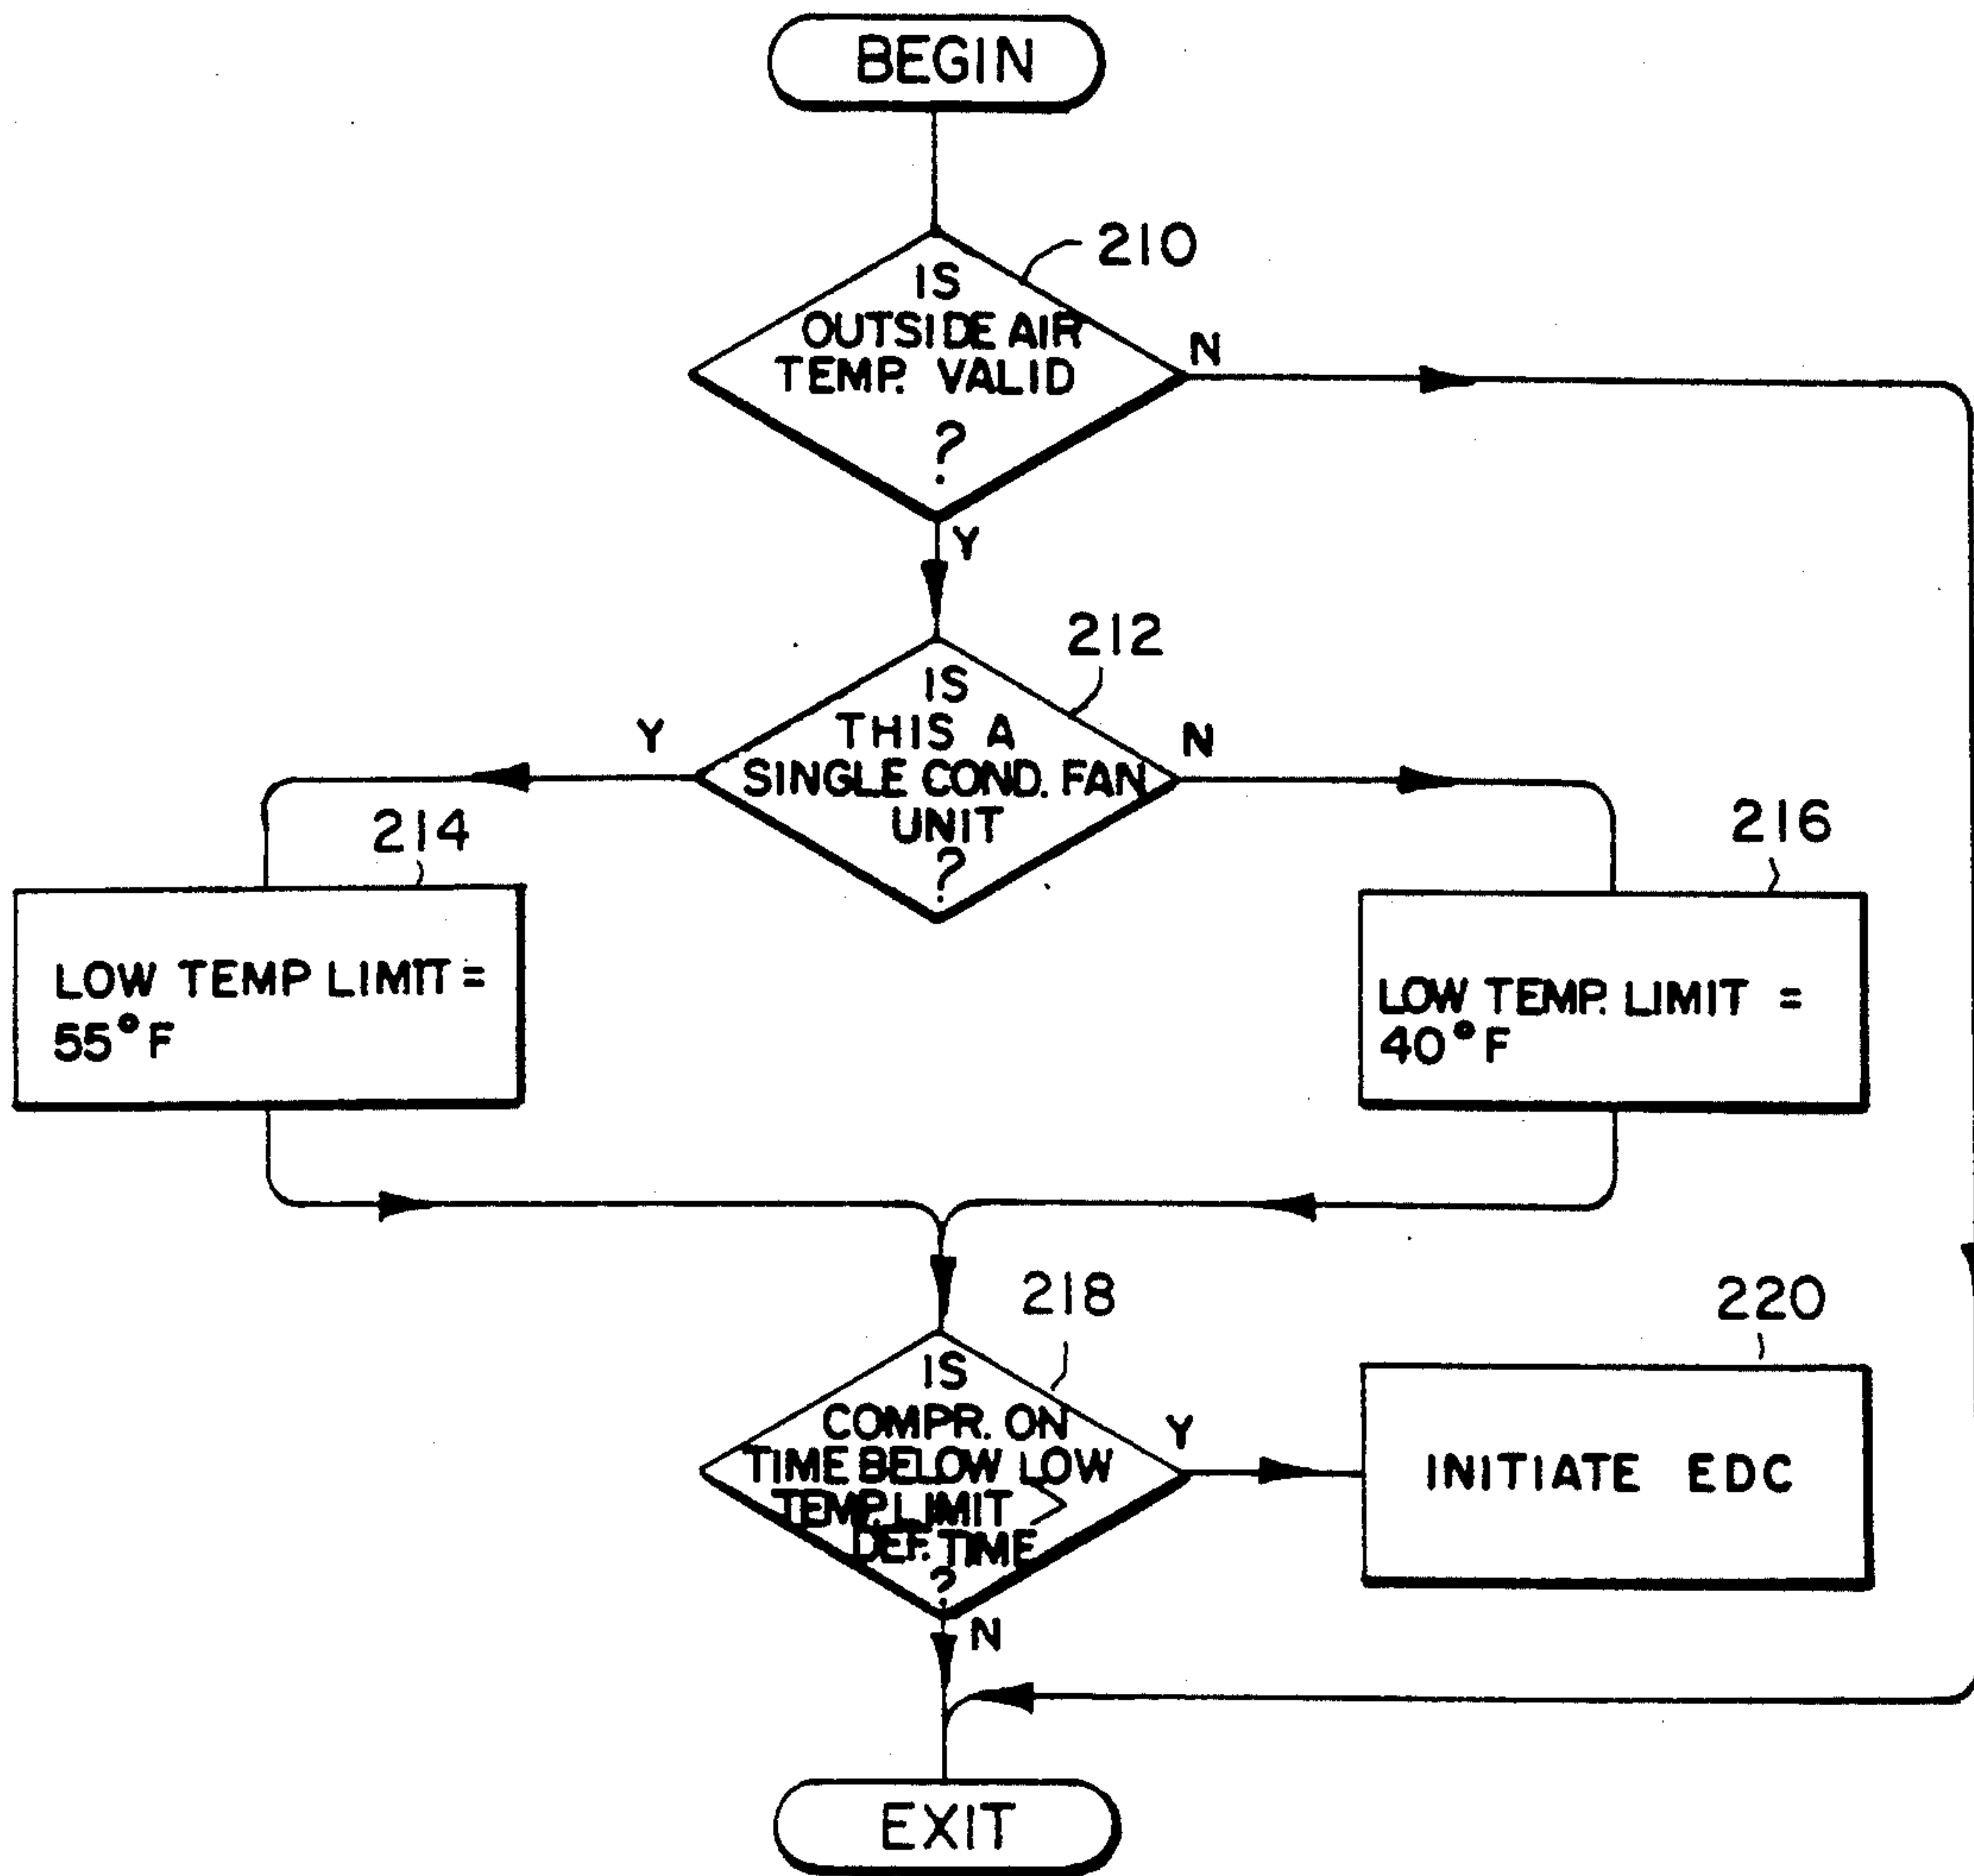 BEGIN
210
IS
OUTSIDE AIR
TEMP. VALID
?
N
Y
212
IS
THIS A
SINGLE COND. FAN
UNIT
?
Y
N
214
LOW TEMP LIMIT =
55°F
216
LOW TEMP. LIMIT =
40°F
218
IS
COMPR. ON
TIME BELOW LOW
TEMP. LIMIT >
DEF. TIME
?
Y
N
220
INITIATE EDC
EXIT